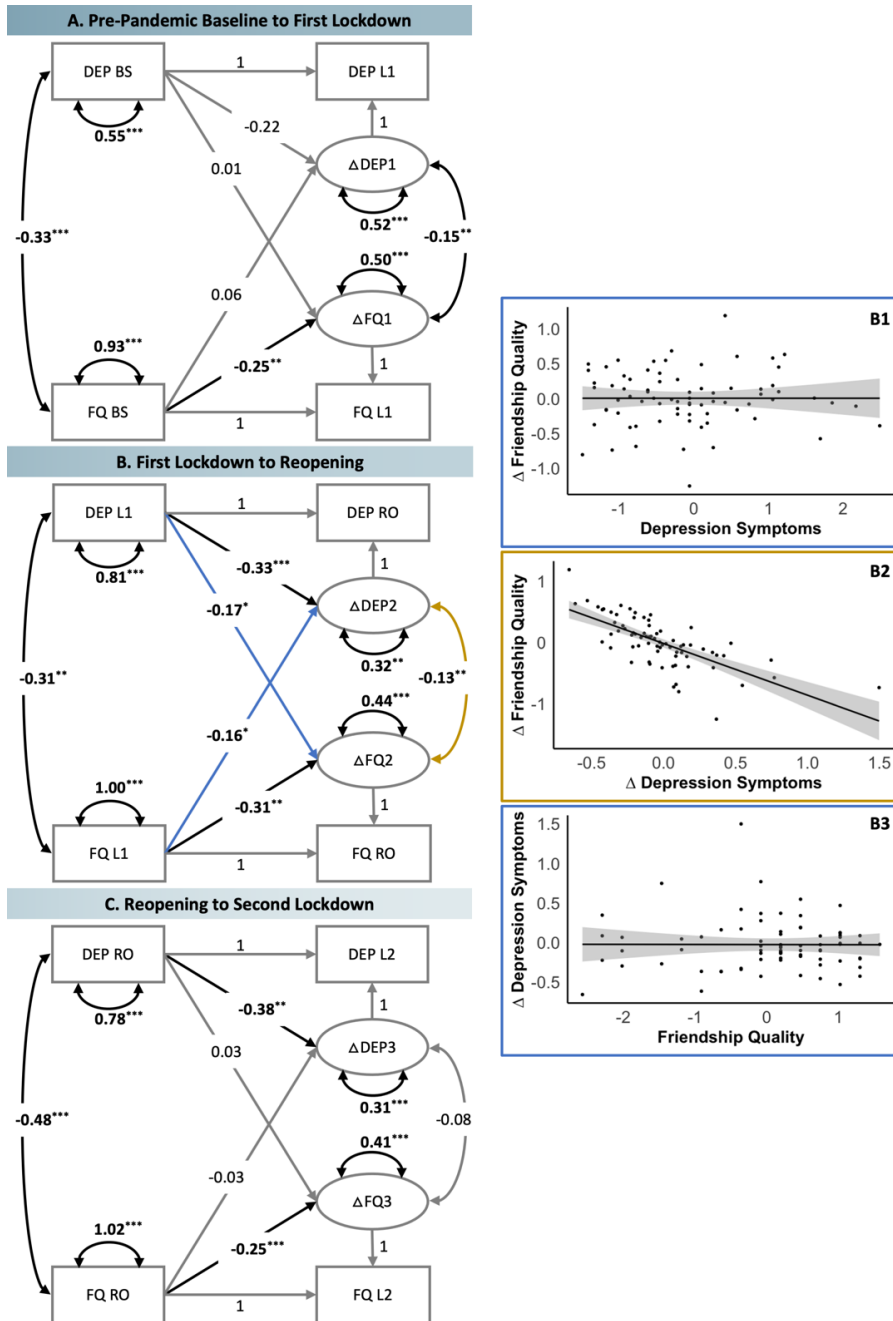 A. Pre-Pandemic Baseline to First Lockdown
DEP BS
1
DEP L1
0.55***
-0.22
1
0.01
ΔDEP1
0.52***
-0.33***
-0.15**
0.50***
0.06
ΔFQ1
0.93***
-0.25**
1
FQ BS
1
FQ L1
B. First Lockdown to Reopening
DEP L1
1
DEP RO
0.81***
-0.33***
1
-0.17*
ΔDEP2
0.32**
-0.31**
-0.13**
0.44***
-0.16*
ΔFQ2
1.00***
-0.31**
1
FQ L1
1
FQ RO
C. Reopening to Second Lockdown
DEP RO
1
DEP L2
0.78***
-0.38**
1
0.03
ΔDEP3
0.31***
-0.48***
-0.08
0.41***
-0.03
ΔFQ3
1.02***
-0.25***
1
FQ RO
1
FQ L2
B1
Δ Friendship Quality
1.0
0.5
0.0
-0.5
-1.0
-1 0 1 2
Depression Symptoms
B2
Δ Friendship Quality
1
0
-1
-0.5 0.0 0.5 1.0 1.5
Δ Depression Symptoms
B3
Δ Depression Symptoms
1.5
1.0
0.5
0.0
-0.5
-2 -1 0 1
Friendship Quality